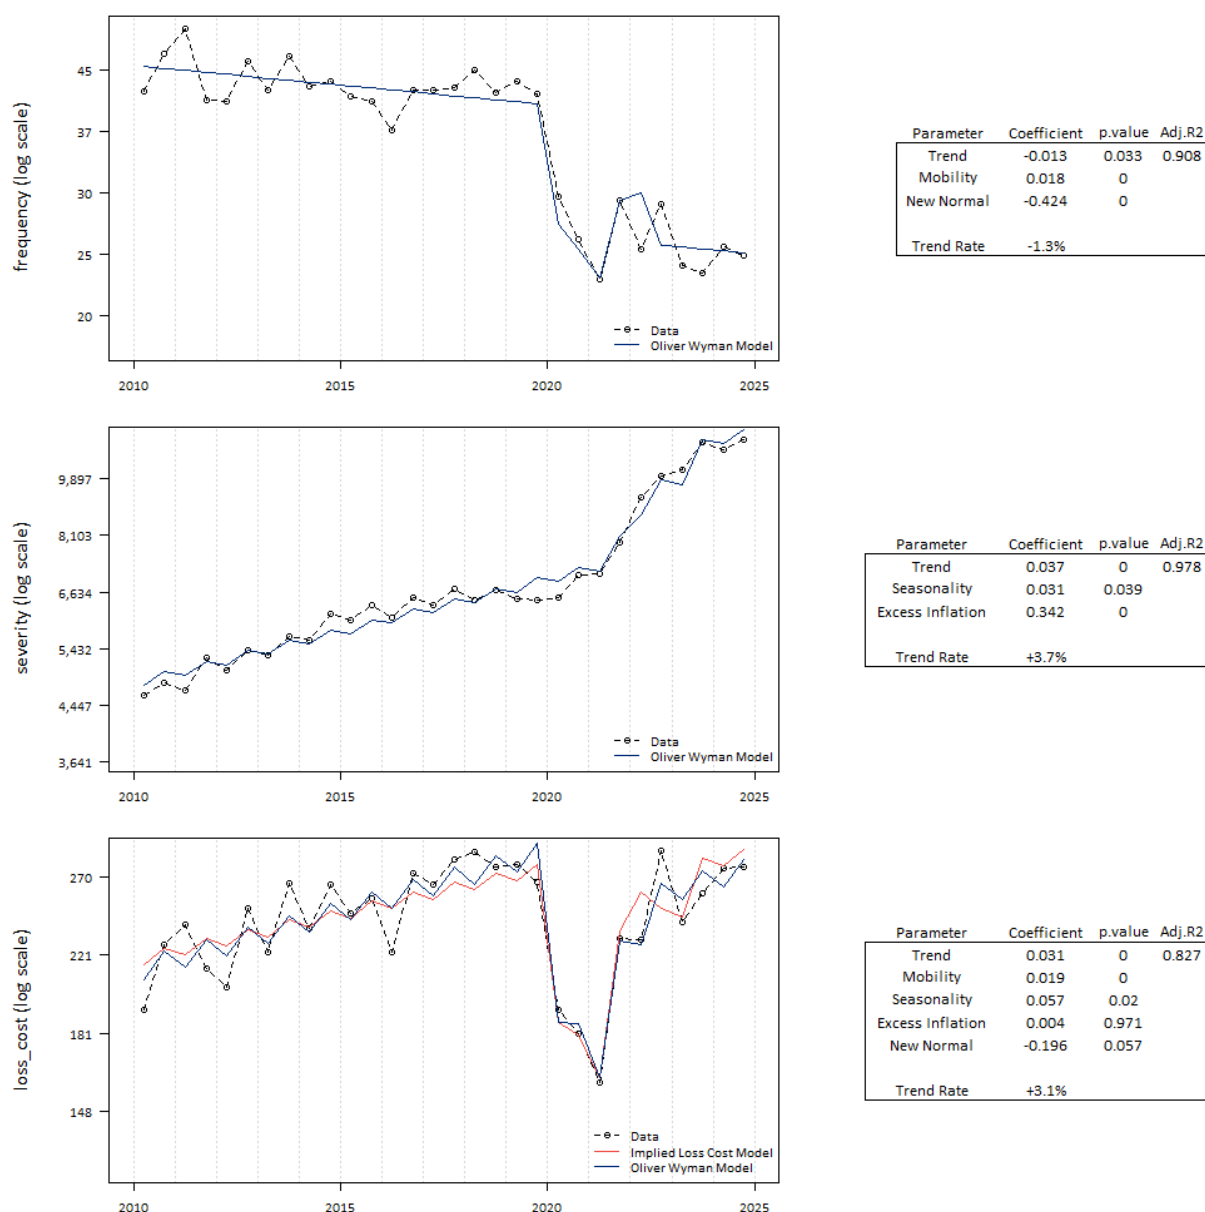 frequency (log scale)
45
37
30
25
20
Data
Oliver Wyman Model
2010 2015 2020 2025
Parameter Coefficient p.value Adj.R2
Trend -0.013 0.033 0.908
Mobility 0.018 0
New Normal -0.424 0
Trend Rate -1.3%
severity (log scale)
9,897
8,103
6,634
5,432
4,447
3,641
Data
Oliver Wyman Model
2010 2015 2020 2025
Parameter Coefficient p.value Adj.R2
Trend 0.037 0 0.978
Seasonality 0.031 0.039
Excess Inflation 0.342 0
Trend Rate +3.7%
loss_cost (log scale)
270
221
181
148
Data
Implied Loss Cost Model
Oliver Wyman Model
2010 2015 2020 2025
Parameter Coefficient p.value Adj.R2
Trend 0.031 0 0.827
Mobility 0.019 0
Seasonality 0.057 0.02
Excess Inflation 0.004 0.971
New Normal -0.196 0.057
Trend Rate +3.1%